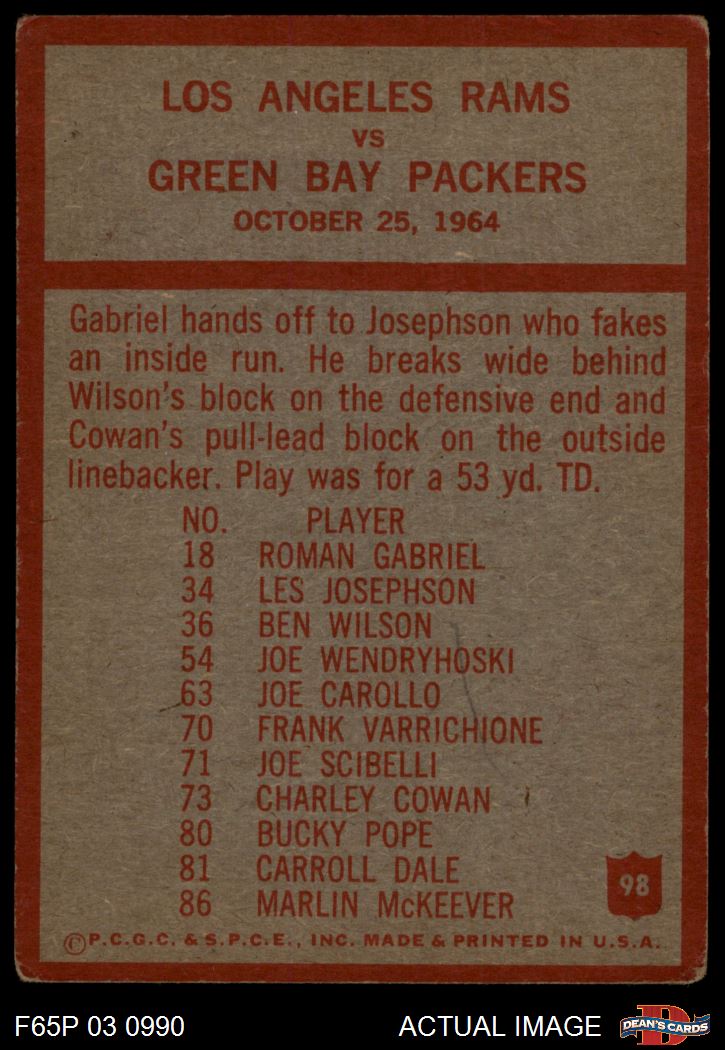 LOS ANGELES RAMS
VS
GREEN BAY PACKERS
OCTOBER 25, 1964
Gabriel hands off to Josephson who fakes
an inside run. He breaks wide behind
Wilson's block on the defensive end and
Cowan's pull-lead block on the outside
linebacker. Play was for a 53 yd. TD.
NO. PLAYER
18 ROMAN GABRIEL
34 LES JOSEPHSON
36 BEN WILSON
54 JOE WENDRYHOSKI
63 JOE CAROLLO
70 FRANK VARRICHIONE
71 JOE SCIBELLI
73 CHARLEY COWAN
80 BUCKY POPE
81 CARROLL DALE
86 MARLIN McKEEVER
98
©P.C.G.C. & S.P.C.E., INC. MADE & PRINTED IN U.S.A.
F65P 03 0990 ACTUAL IMAGE
D
DEAN'S CARDS